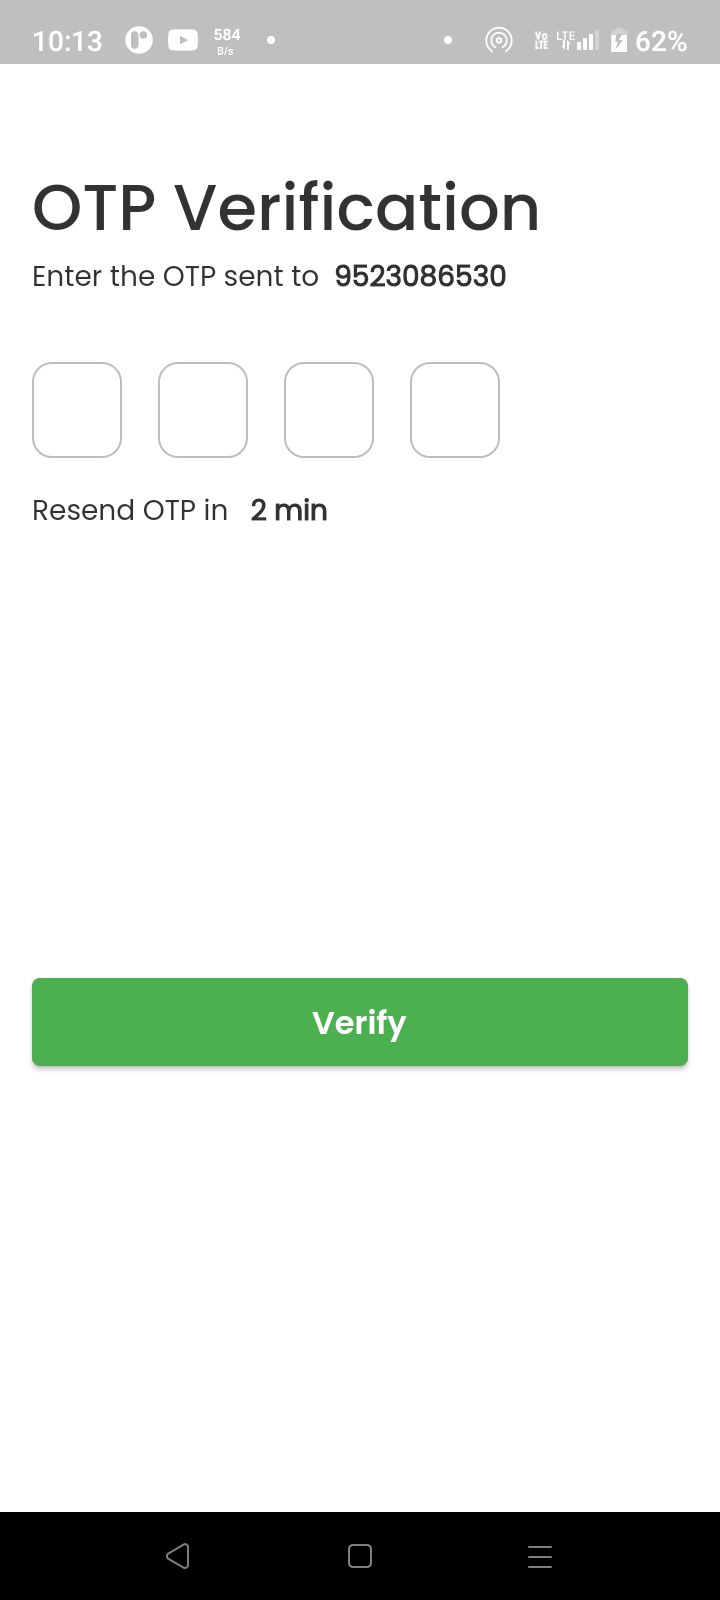 10:13 584 B/s Vo LTE LTE 62%
OTP Verification
Enter the OTP sent to 9523086530
Resend OTP in 2 min
Verify